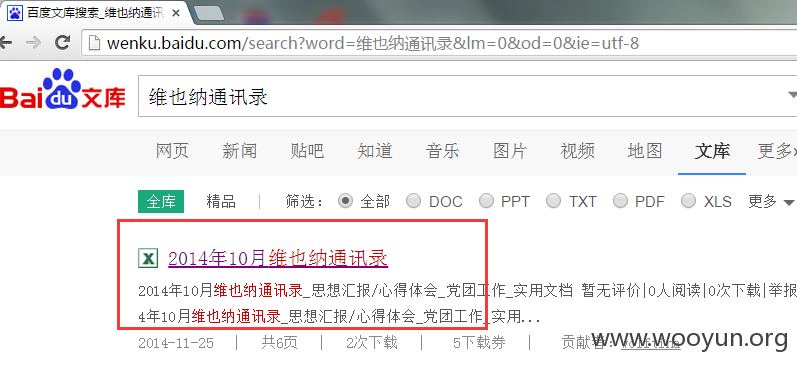 百度文库搜索_维也纳通讯
wenku.baidu.com/search?word=维也纳通讯录&lm=0&od=0&ie=utf-8
Baidu文库
维也纳通讯录
网页 新闻 贴吧 知道 音乐 图片 视频 地图 文库 更多»
全库 精品 | 筛选: 全部 DOC PPT TXT PDF XLS 更多
2014年10月维也纳通讯录
2014年10月维也纳通讯录_思想汇报/心得体会_党团工作_实用文档 暂无评价|0人阅读|0次下载|举报
4年10月维也纳通讯录_思想汇报/心得体会_党团工作_实用...
2014-11-25 | 共6页 | 2次下载 | 5下载券 | 贡献者:
www.wooyun.org